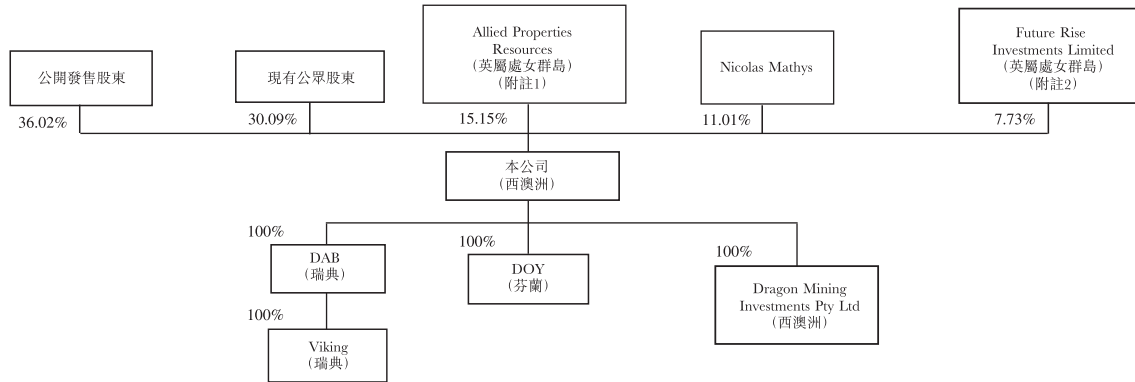 公開發售股東
現有公眾股東
Allied Properties
Resources
（英屬處女群島）
（附註1）
Nicolas Mathys
Future Rise
Investments Limited
（英屬處女群島）
（附註2）
36.02%
30.09%
15.15%
11.01%
7.73%
本公司
（西澳洲）
100%
100%
100%
DAB
（瑞典）
DOY
（芬蘭）
Dragon Mining
Investments Pty Ltd
（西澳洲）
100%
Viking
（瑞典）